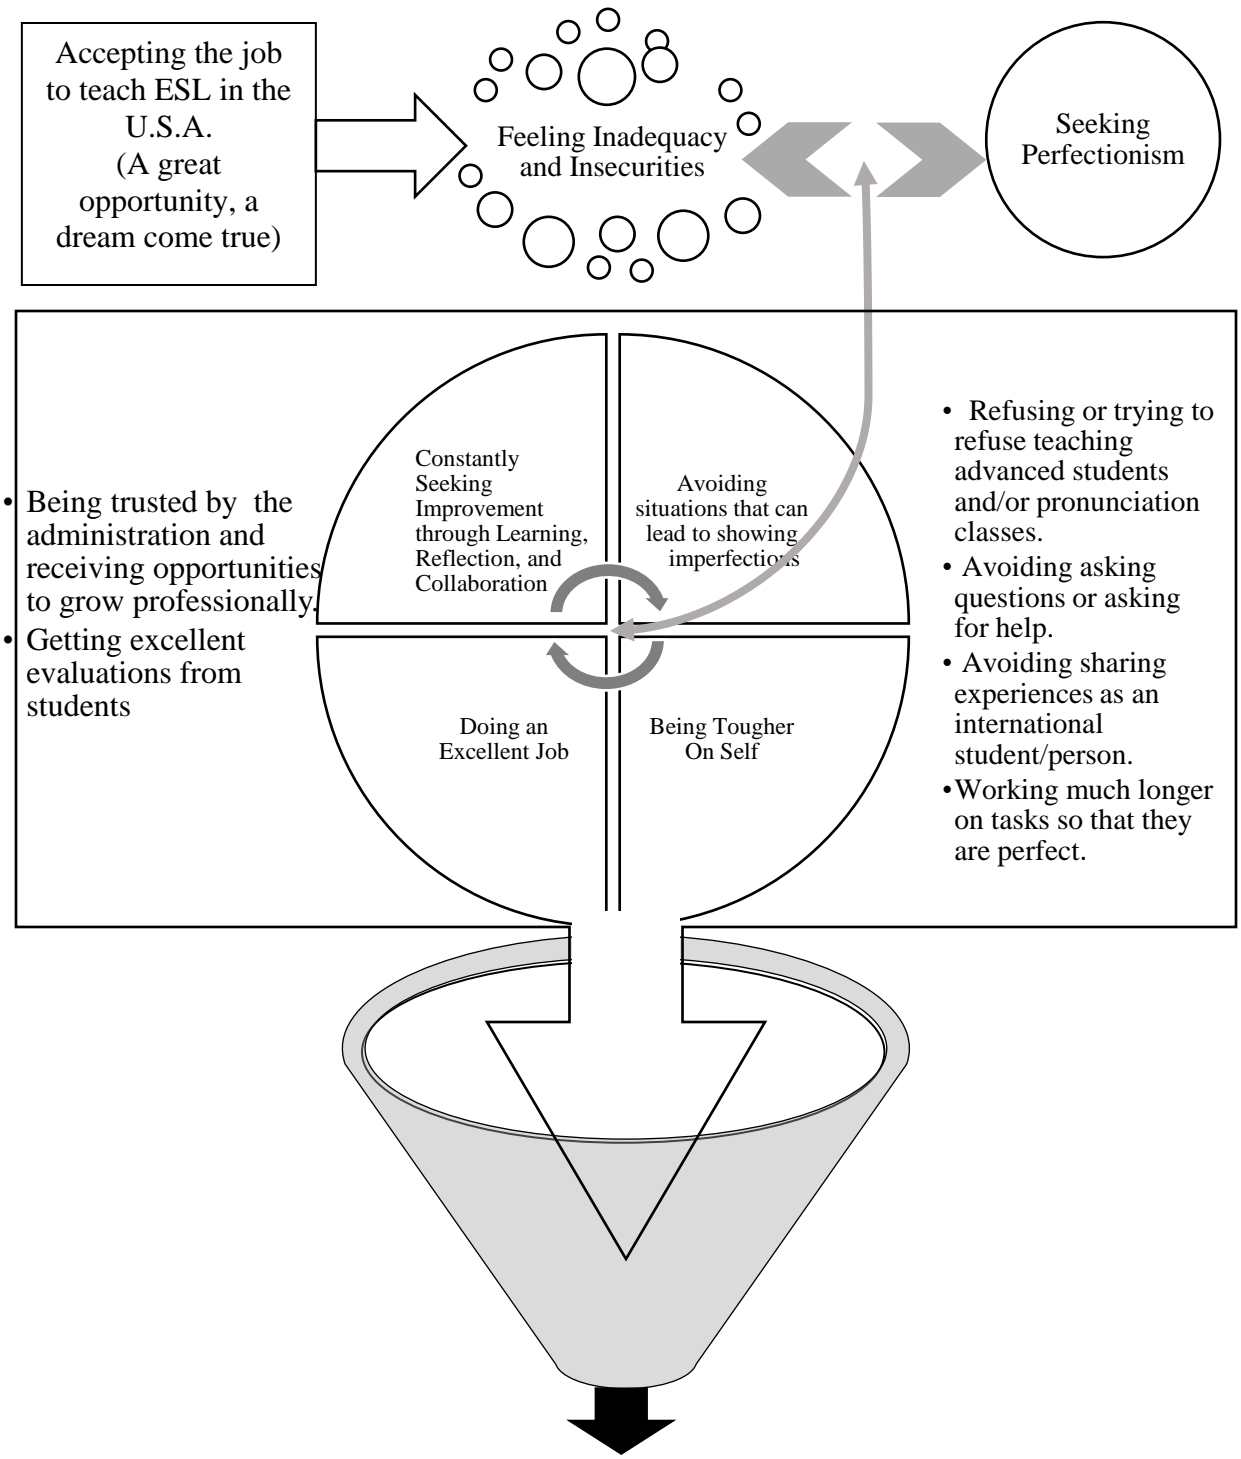 Accepting the job
to teach ESL in the
U.S.A.
(A great
opportunity, a
dream come true)
Feeling Inadequacy
and Insecurities
Seeking
Perfectionism
• Being trusted by  the
administration and
receiving opportunities
to grow professionally.
• Getting excellent
evaluations from
students
Constantly
Seeking
Improvement
through Learning,
Reflection, and
Collaboration
Avoiding
situations that can
lead to showing
imperfections
Doing an
Excellent Job
Being Tougher
On Self
•  Refusing or trying to
refuse teaching
advanced students
and/or pronunciation
classes.
• Avoiding asking
questions or asking
for help.
• Avoiding sharing
experiences as an
international
student/person.
•Working much longer
on tasks so that they
are perfect.